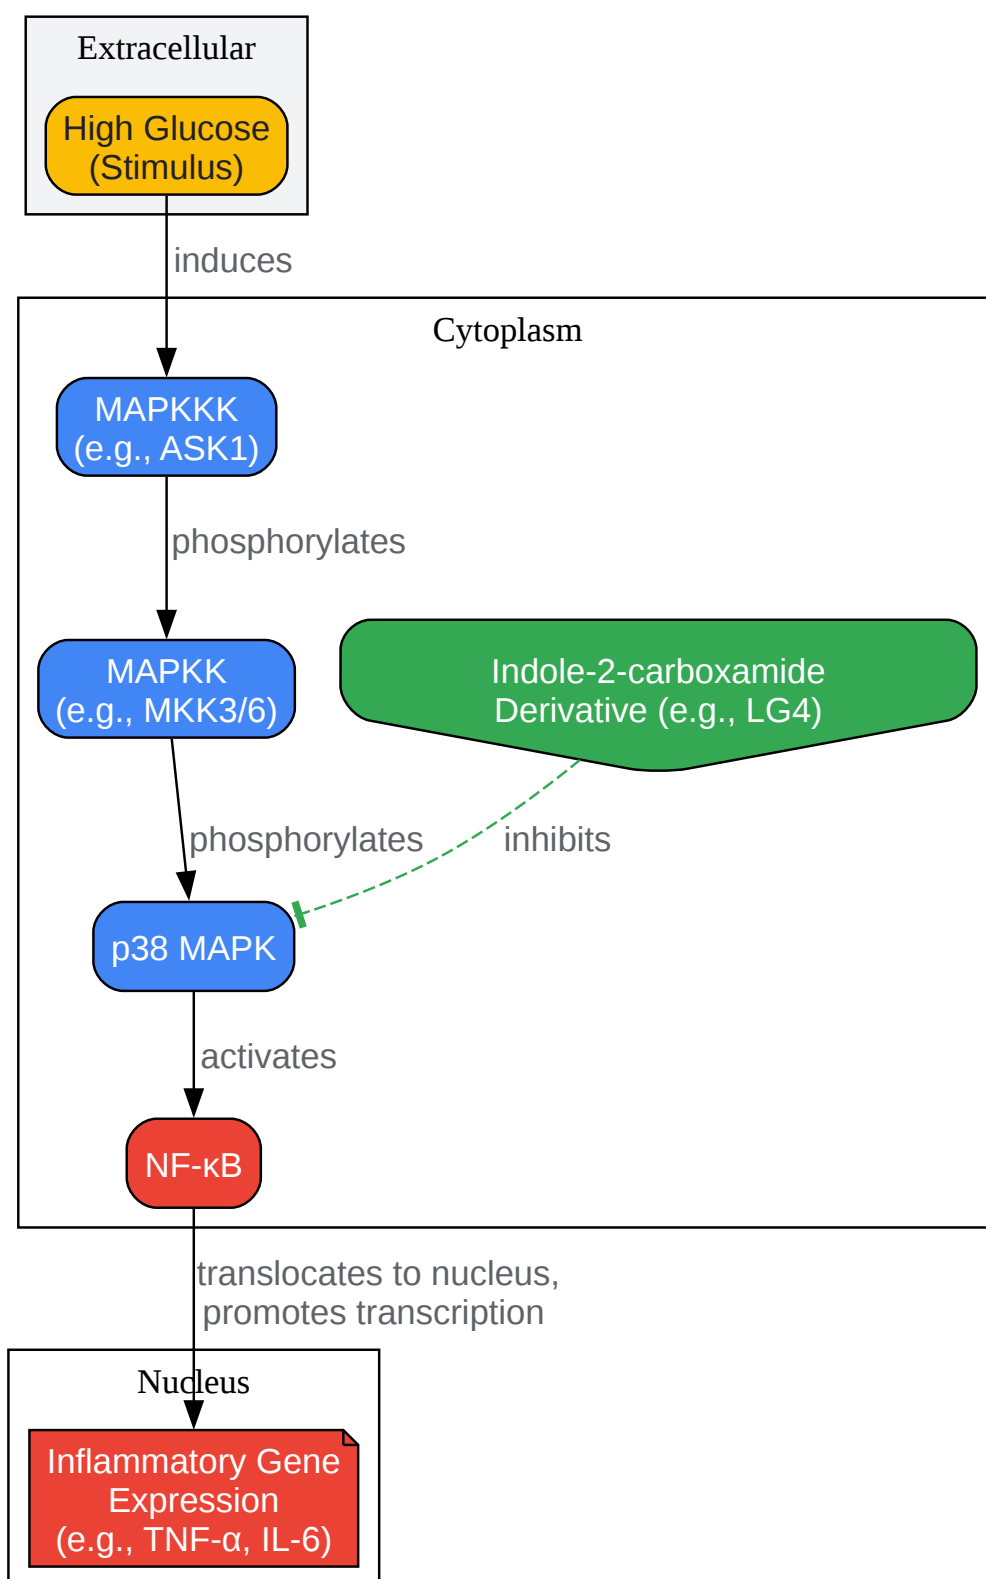 Extracellular
High Glucose
(Stimulus)
induces
Cytoplasm
MAPKKK
(e.g., ASK1)
phosphorylates
MAPKK
(e.g., MKK3/6)
Indole-2-carboxamide
Derivative (e.g., LG4)
phosphorylates
inhibits
p38 MAPK
activates
NF-κB
translocates to nucleus,
promotes transcription
Nucleus
Inflammatory Gene
Expression
(e.g., TNF-α, IL-6)